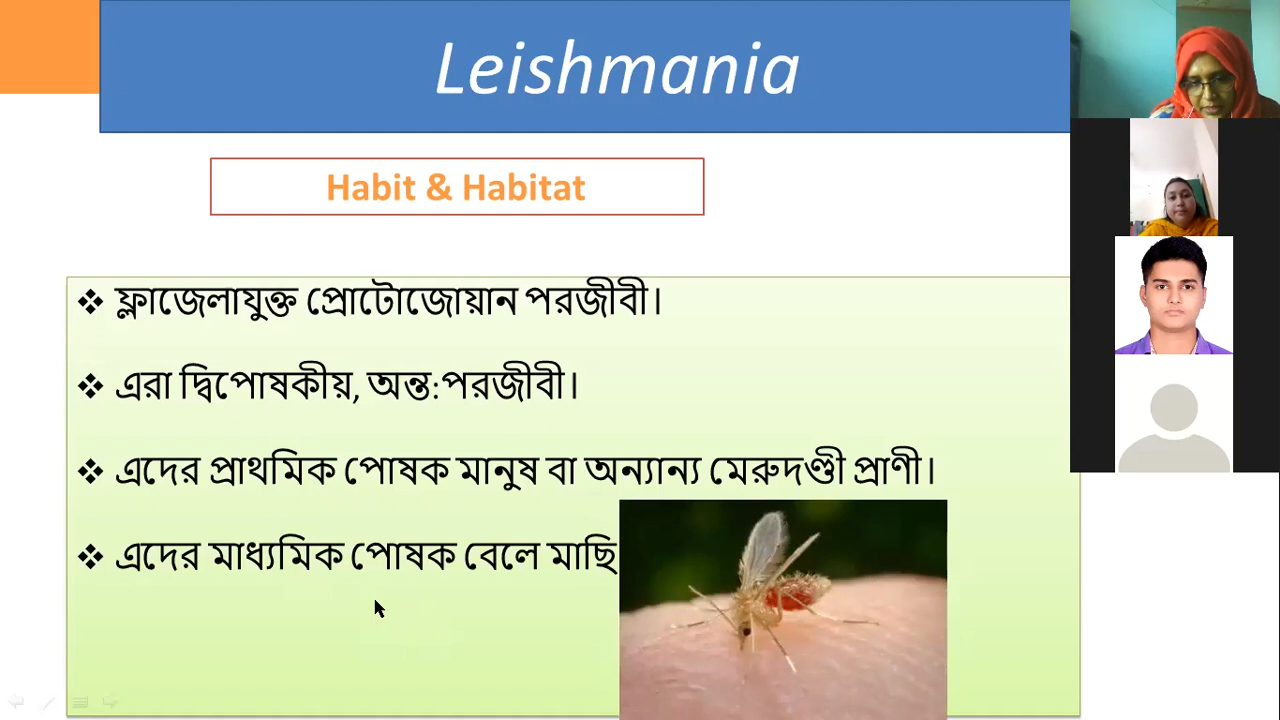 Leishmania
Habit & Habitat
❖ ফ্লাজেলাযুক্ত প্রোটোজোয়ান পরজীবী।
❖ এরা দ্বিপোষকীয়, অন্ত:পরজীবী।
❖ এদের প্রাথমিক পোষক মানুষ বা অন্যান্য মেরুদণ্ডী প্রাণী।
❖ এদের মাধ্যমিক পোষক বেলে মাছি